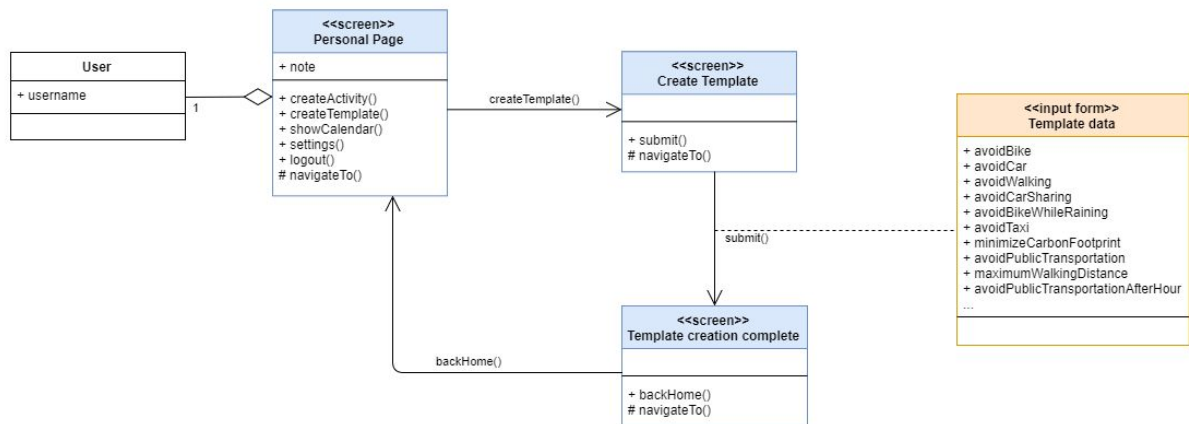 User
+ username
1
<<screen>>
Personal Page
+ note
+ createActivity()
+ createTemplate()
+ showCalendar()
+ settings()
+ logout()
# navigateTo()
createTemplate()
<<screen>>
Create Template
+ submit()
# navigateTo()
submit()
<<input form>>
Template data
+ avoidBike
+ avoidCar
+ avoidWalking
+ avoidCarSharing
+ avoidBikeWhileRaining
+ avoidTaxi
+ minimizeCarbonFootprint
+ avoidPublicTransportation
+ maximumWalkingDistance
+ avoidPublicTransportationAfterHour
...
<<screen>>
Template creation complete
+ backHome()
# navigateTo()
backHome()